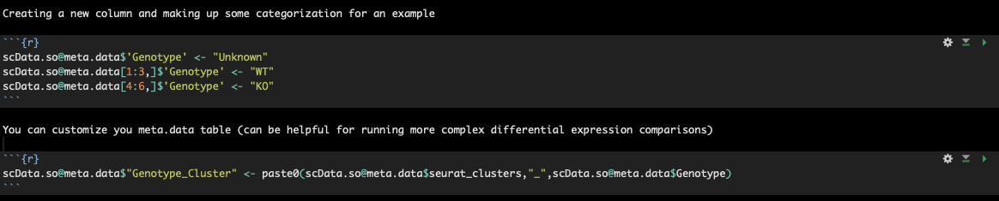 Creating a new column and making up some categorization for an example
```{r}
scData.so@meta.data$'Genotype' <- "Unknown"
scData.so@meta.data[1:3,]$'Genotype' <- "WT"
scData.so@meta.data[4:6,]$'Genotype' <- "KO"
```
You can customize you meta.data table (can be helpful for running more complex differential expression comparisons)
```{r}
scData.so@meta.data$"Genotype_Cluster" <- paste0(scData.so@meta.data$seurat_clusters,"_",scData.so@meta.data$Genotype)
```